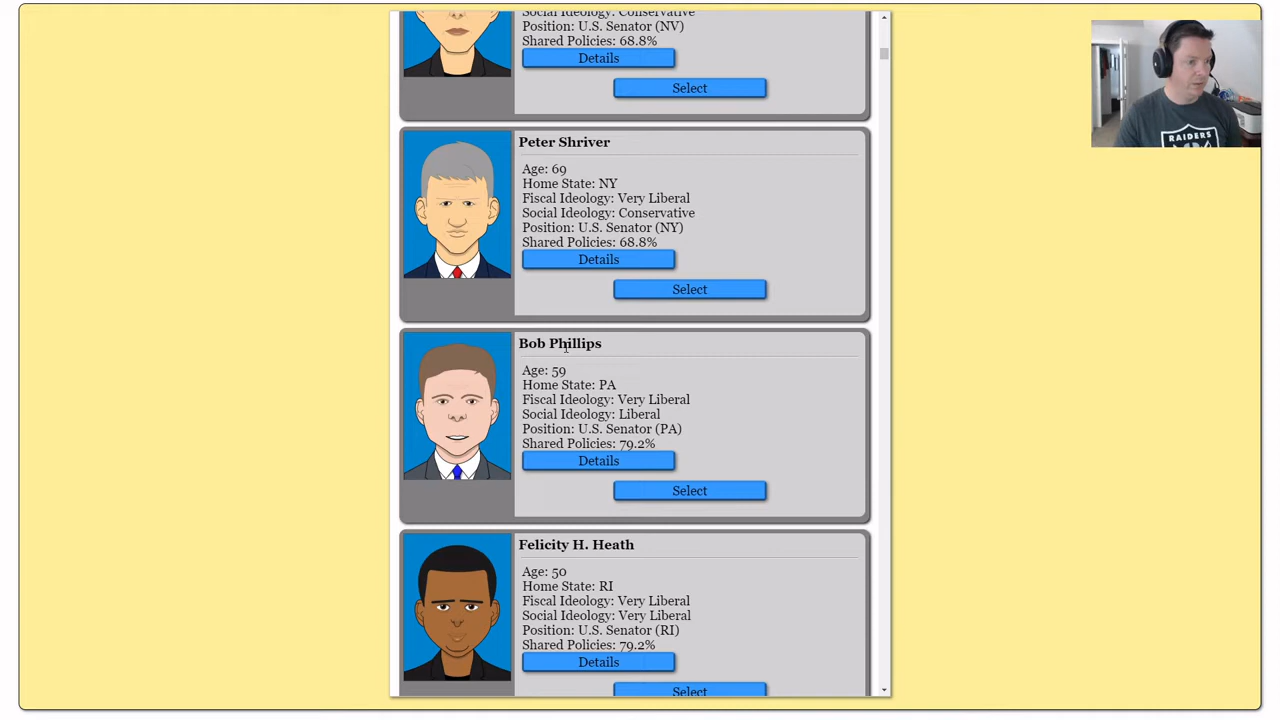 Social Ideology: Conservative
Position: U.S. Senator (NV)
Shared Policies: 68.8%
Details
Select
Peter Shriver
Age: 69
Home State: NY
Fiscal Ideology: Very Liberal
Social Ideology: Conservative
Position: U.S. Senator (NY)
Shared Policies: 68.8%
Details
Select
Bob Phillips
Age: 59
Home State: PA
Fiscal Ideology: Very Liberal
Social Ideology: Liberal
Position: U.S. Senator (PA)
Shared Policies: 79.2%
Details
Select
Felicity H. Heath
Age: 50
Home State: RI
Fiscal Ideology: Very Liberal
Social Ideology: Very Liberal
Position: U.S. Senator (RI)
Shared Policies: 79.2%
Details
Select
RAIDERS